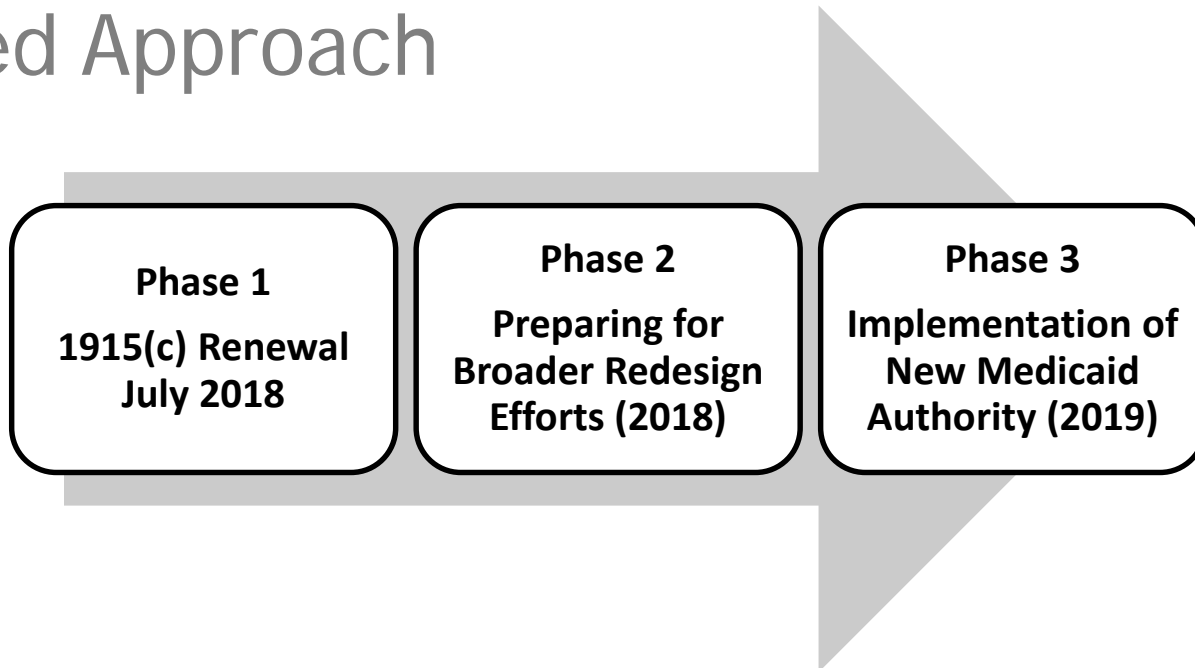 ed Approach
Phase 1
1915(c) Renewal
July 2018
Phase 2
Preparing for
Broader Redesign
Efforts (2018)
Phase 3
Implementation of
New Medicaid
Authority (2019)